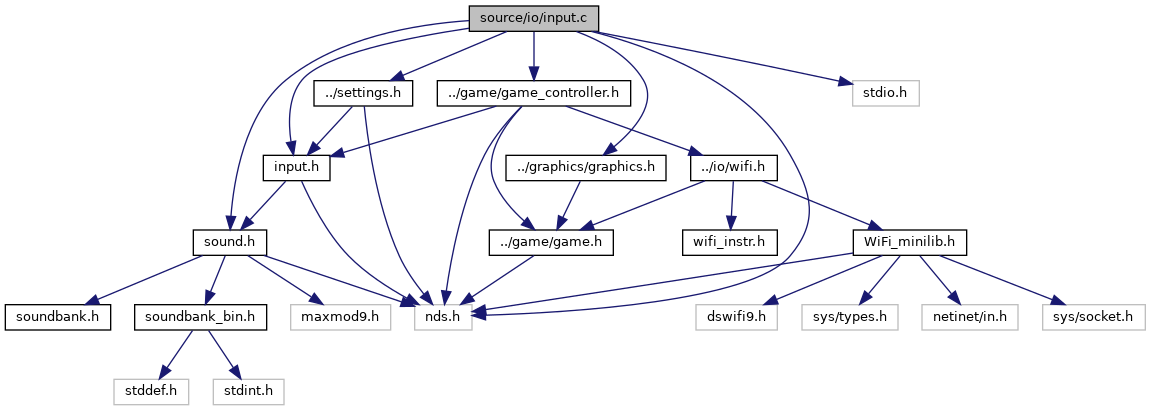 source/io/input.c
../settings.h
../game/game_controller.h
stdio.h
input.h
../graphics/graphics.h
../io/wifi.h
sound.h
../game/game.h
wifi_instr.h
WiFi_minilib.h
soundbank.h
soundbank_bin.h
maxmod9.h
nds.h
dswifi9.h
sys/types.h
netinet/in.h
sys/socket.h
stddef.h
stdint.h